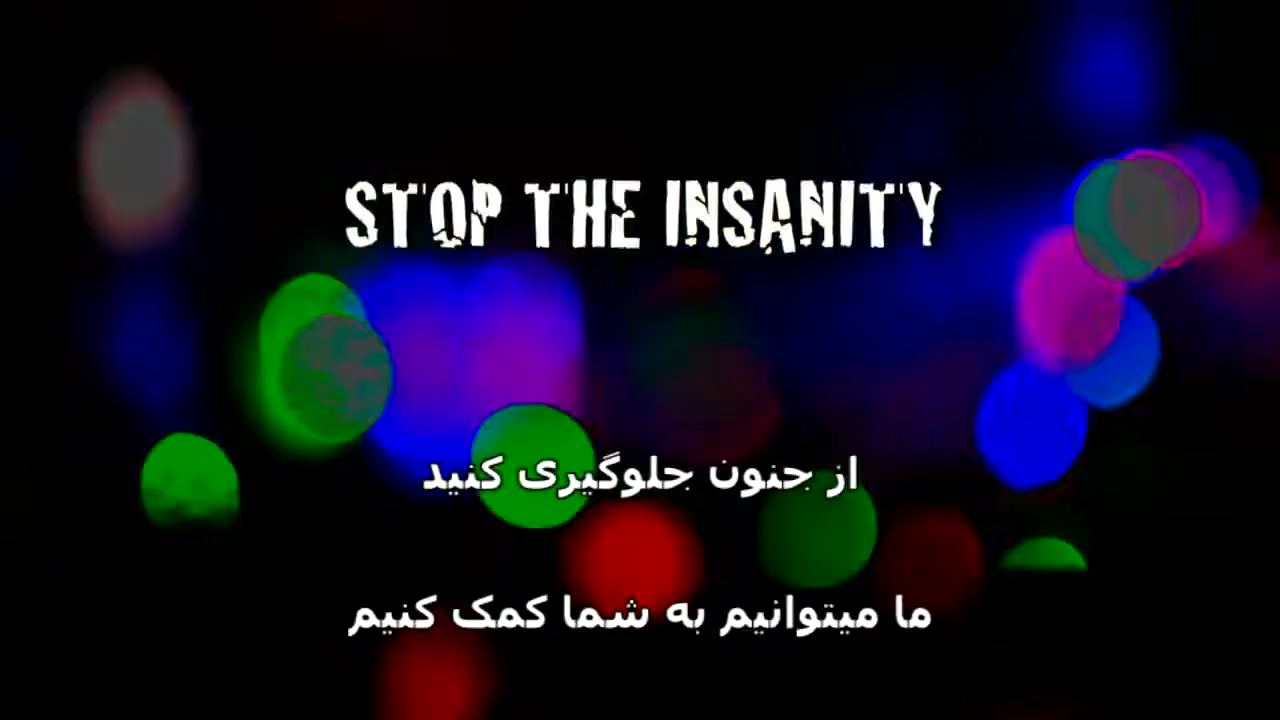 STOP THE INSANITY
از جنون جلوگیری کنید
ما میتوانیم به شما کمک کنیم